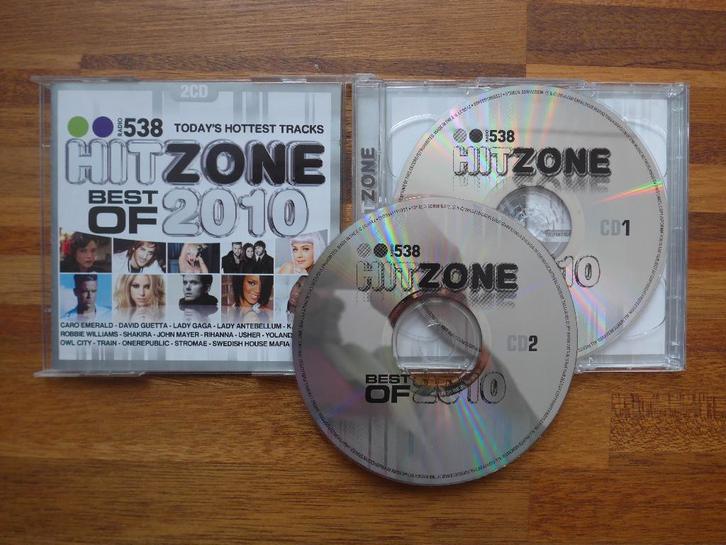 2CD
RADIO 538 TODAY'S HOTTEST TRACKS
HITZONE
BEST OF 2010
CARO EMERALD - DAVID GUETTA - LADY GAGA - LADY ANTEBELLUM -
ROBBIE WILLIAMS - SHAKIRA - JOHN MAYER - RIHANNA - USHER -
OWL CITY - TRAIN - ONEREPUBLIC - STROMAE - SWEDISH HOUSE MAFIA
ZONE
538
HITZONE
CD1
10
538
HITZONE
CD2
BEST OF 2010